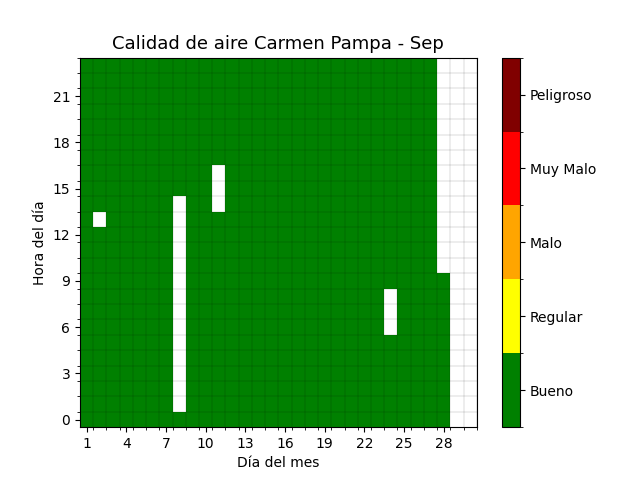 Calidad de aire Carmen Pampa - Sep
Hora del día
21
18
15
12
9
6
3
0
1 4 7 10 13 16 19 22 25 28
Día del mes
Peligroso
Muy Malo
Malo
Regular
Bueno